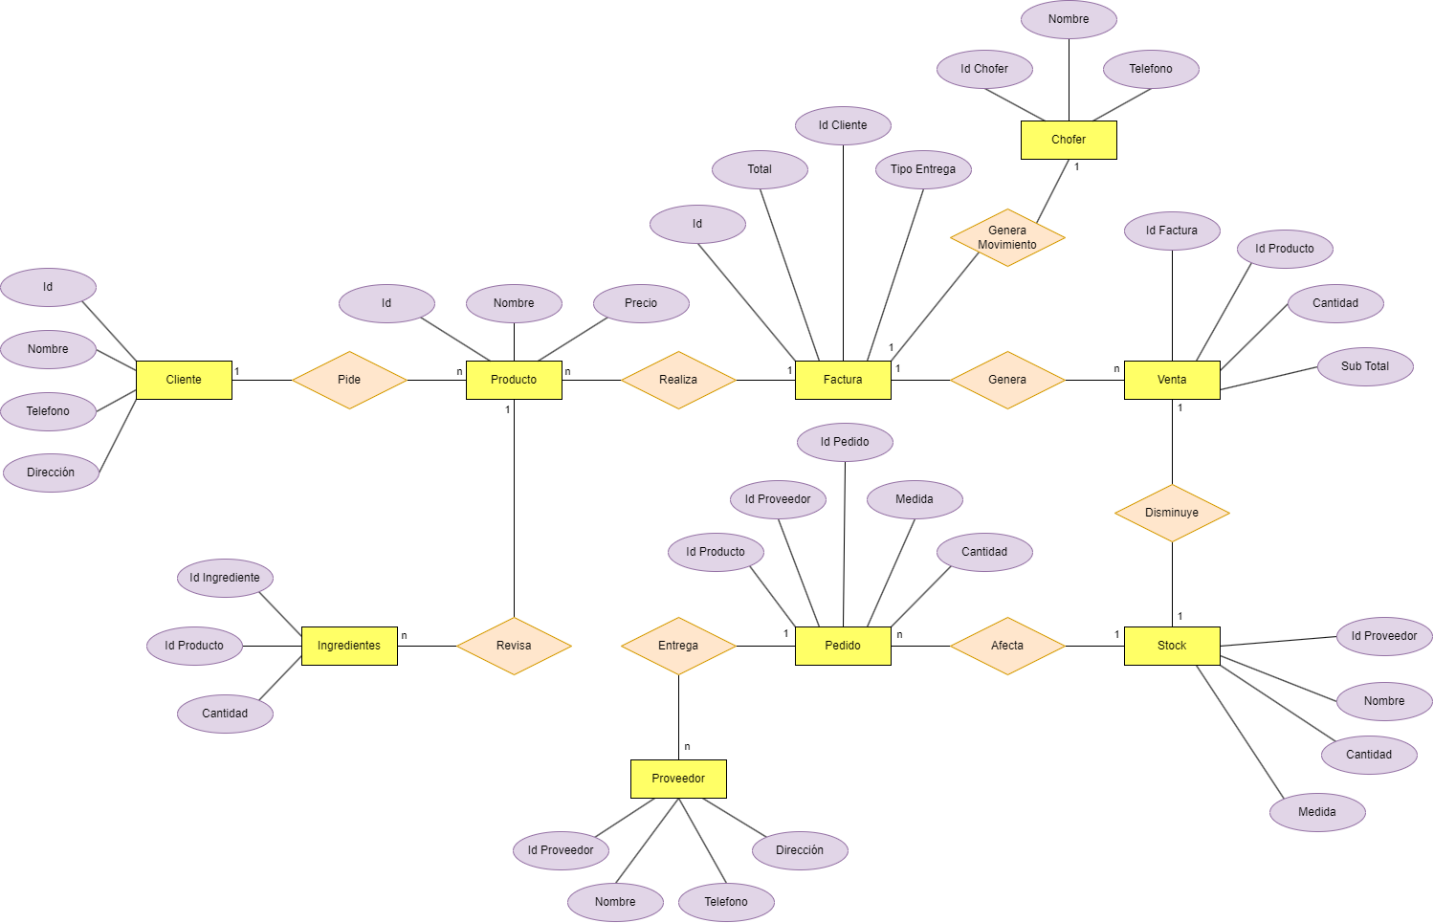 Nombre
Id Chofer
Telefono
Chofer
1
Id Cliente
Total
Tipo Entrega
Id
Genera
Movimiento
Id Factura
Id Producto
Cantidad
Sub Total
Id
Nombre
Telefono
Dirección
Id
Nombre
Precio
Cliente
1
Pide
n
Producto
n
Realiza
1
Factura
1
1
Genera
n
Venta
1
1
Id Pedido
Id Proveedor
Medida
Id Producto
Cantidad
Disminuye
Id Ingrediente
Id Producto
Cantidad
Ingredientes
n
Revisa
Entrega
1
Pedido
n
Afecta
1
1
Stock
Id Proveedor
Nombre
Cantidad
Medida
n
Proveedor
Id Proveedor
Nombre
Telefono
Dirección